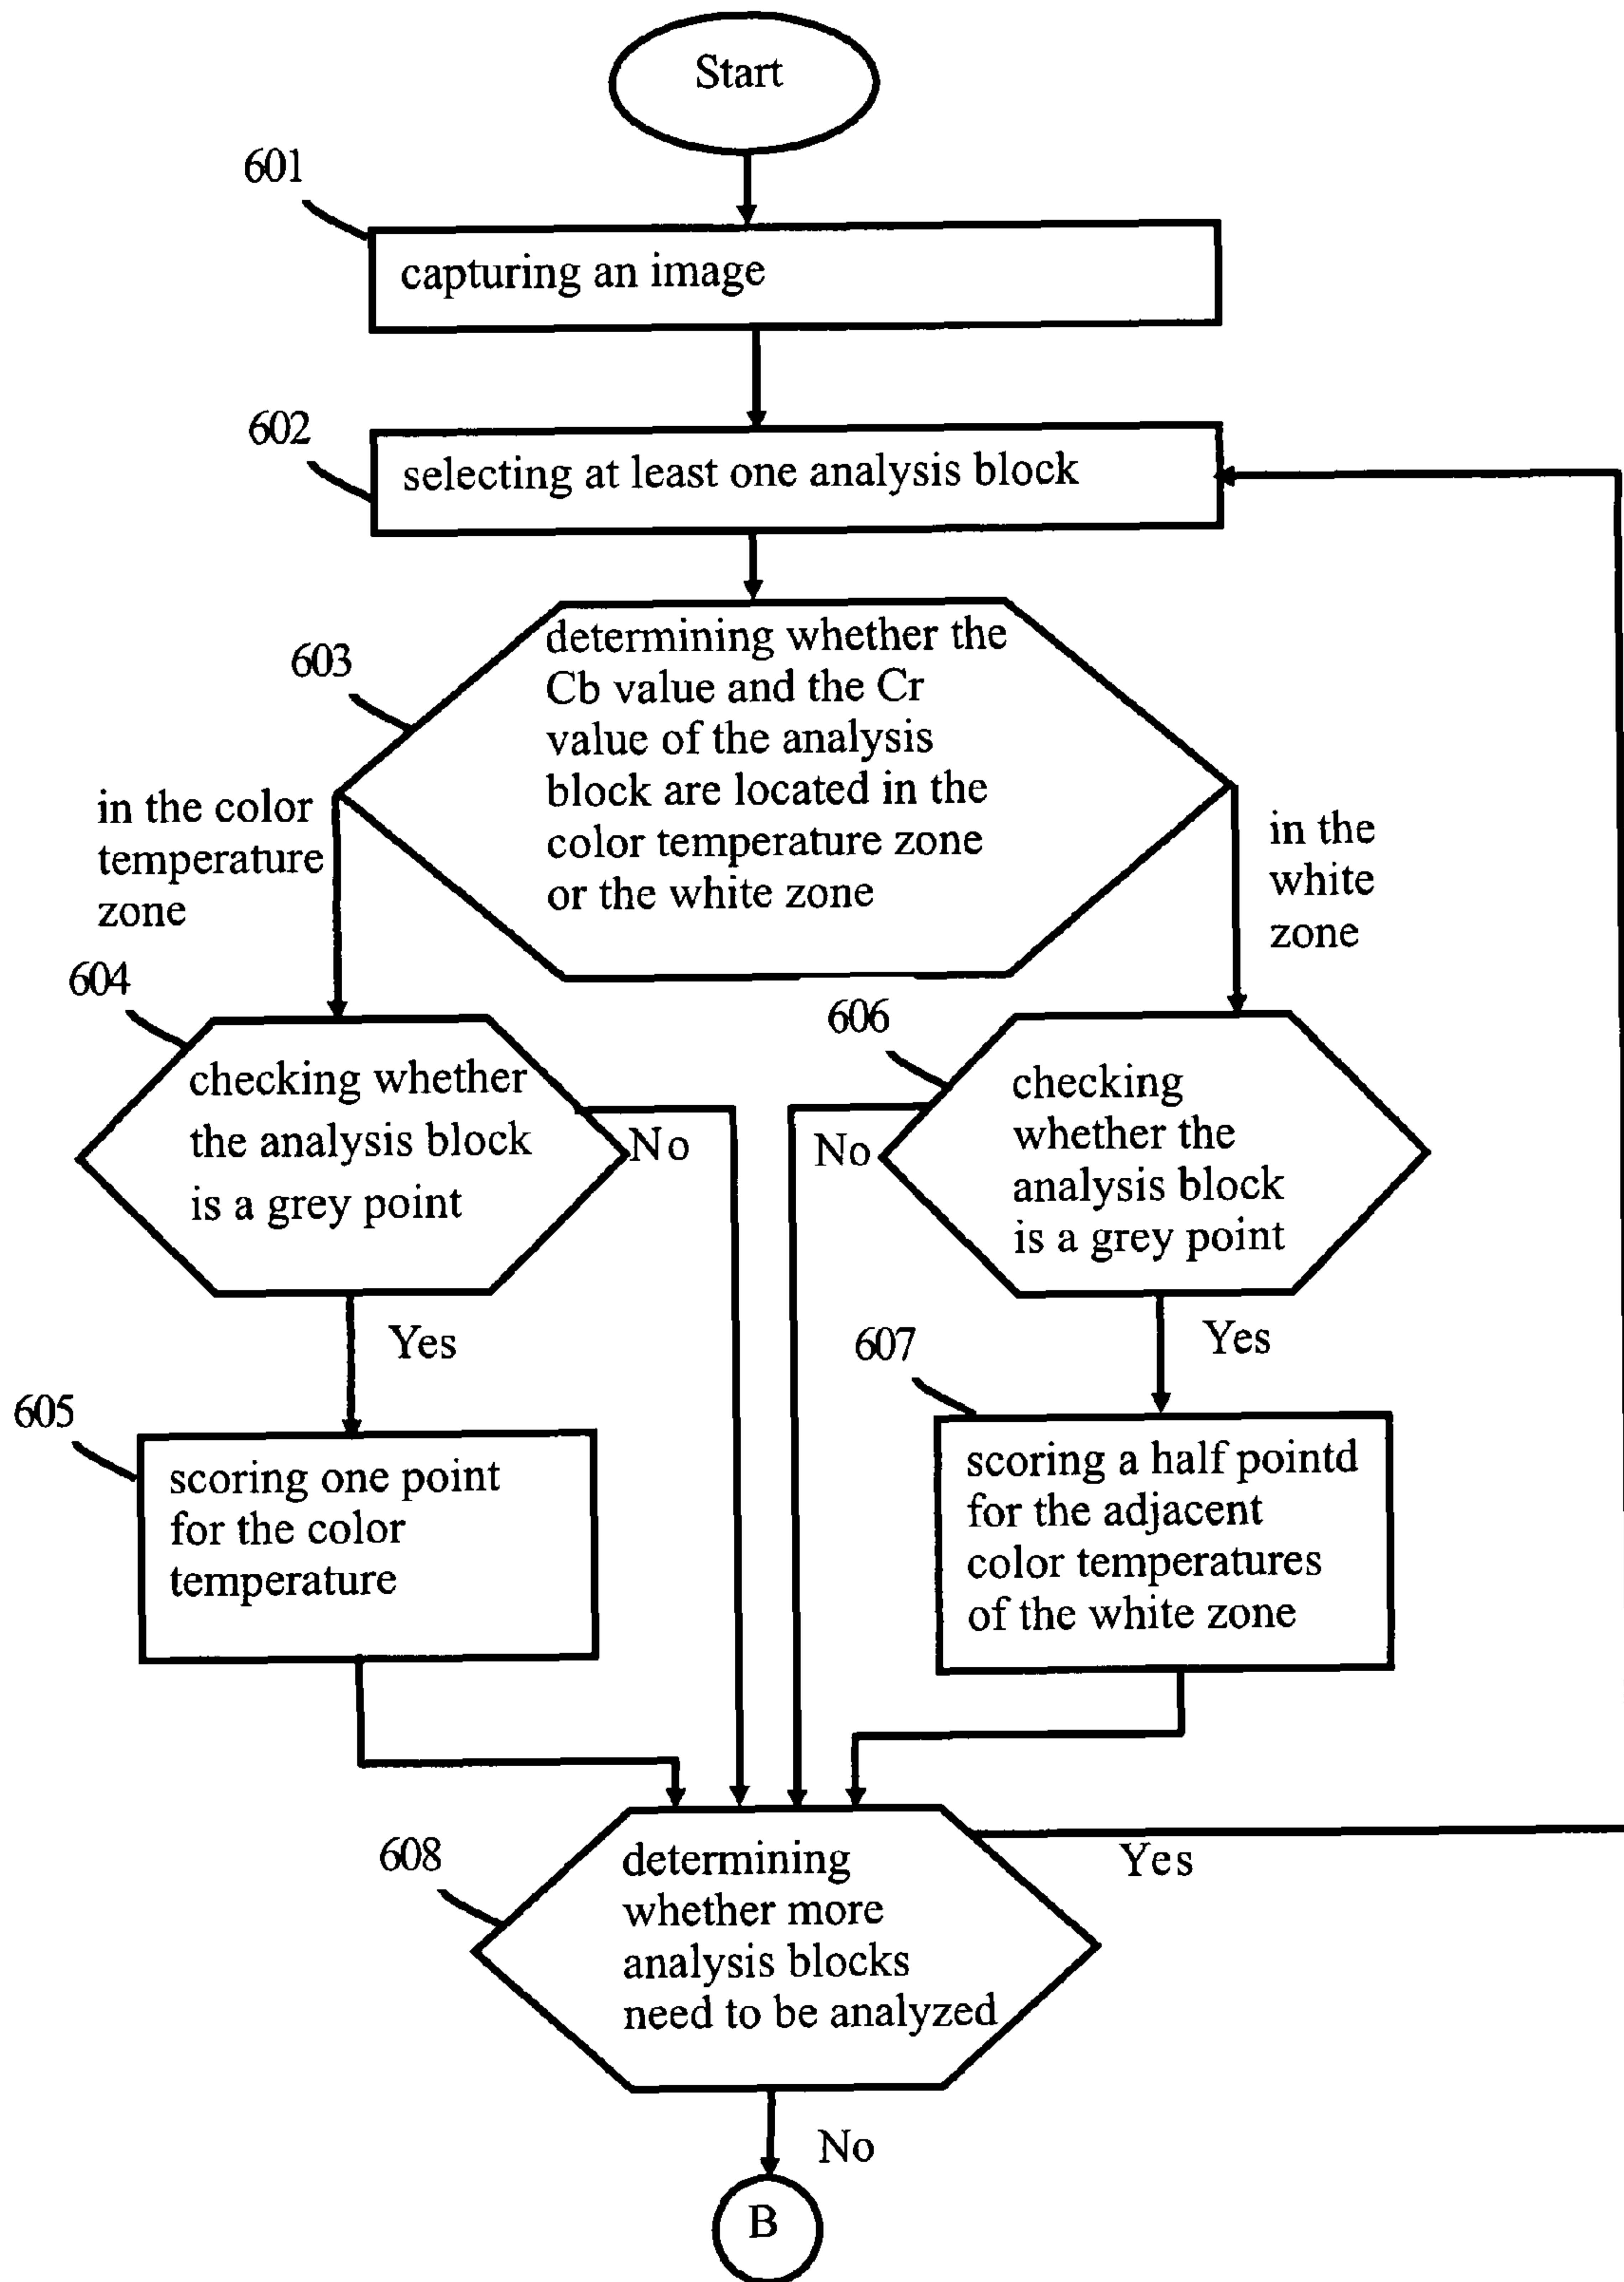 Start
601
capturing an image
602
selecting at least one analysis block
603
determining whether the
Cb value and the Cr
value of the analysis
block are located in the
color temperature zone
or the white zone
in the color
temperature
zone
in the
white
zone
604
checking whether
the analysis block
is a grey point
No
606
checking
whether the
analysis block
is a grey point
No
Yes
Yes
605
scoring one point
for the color
temperature
607
scoring a half pointd
for the adjacent
color temperatures
of the white zone
608
determining
whether more
analysis blocks
need to be analyzed
Yes
No
B